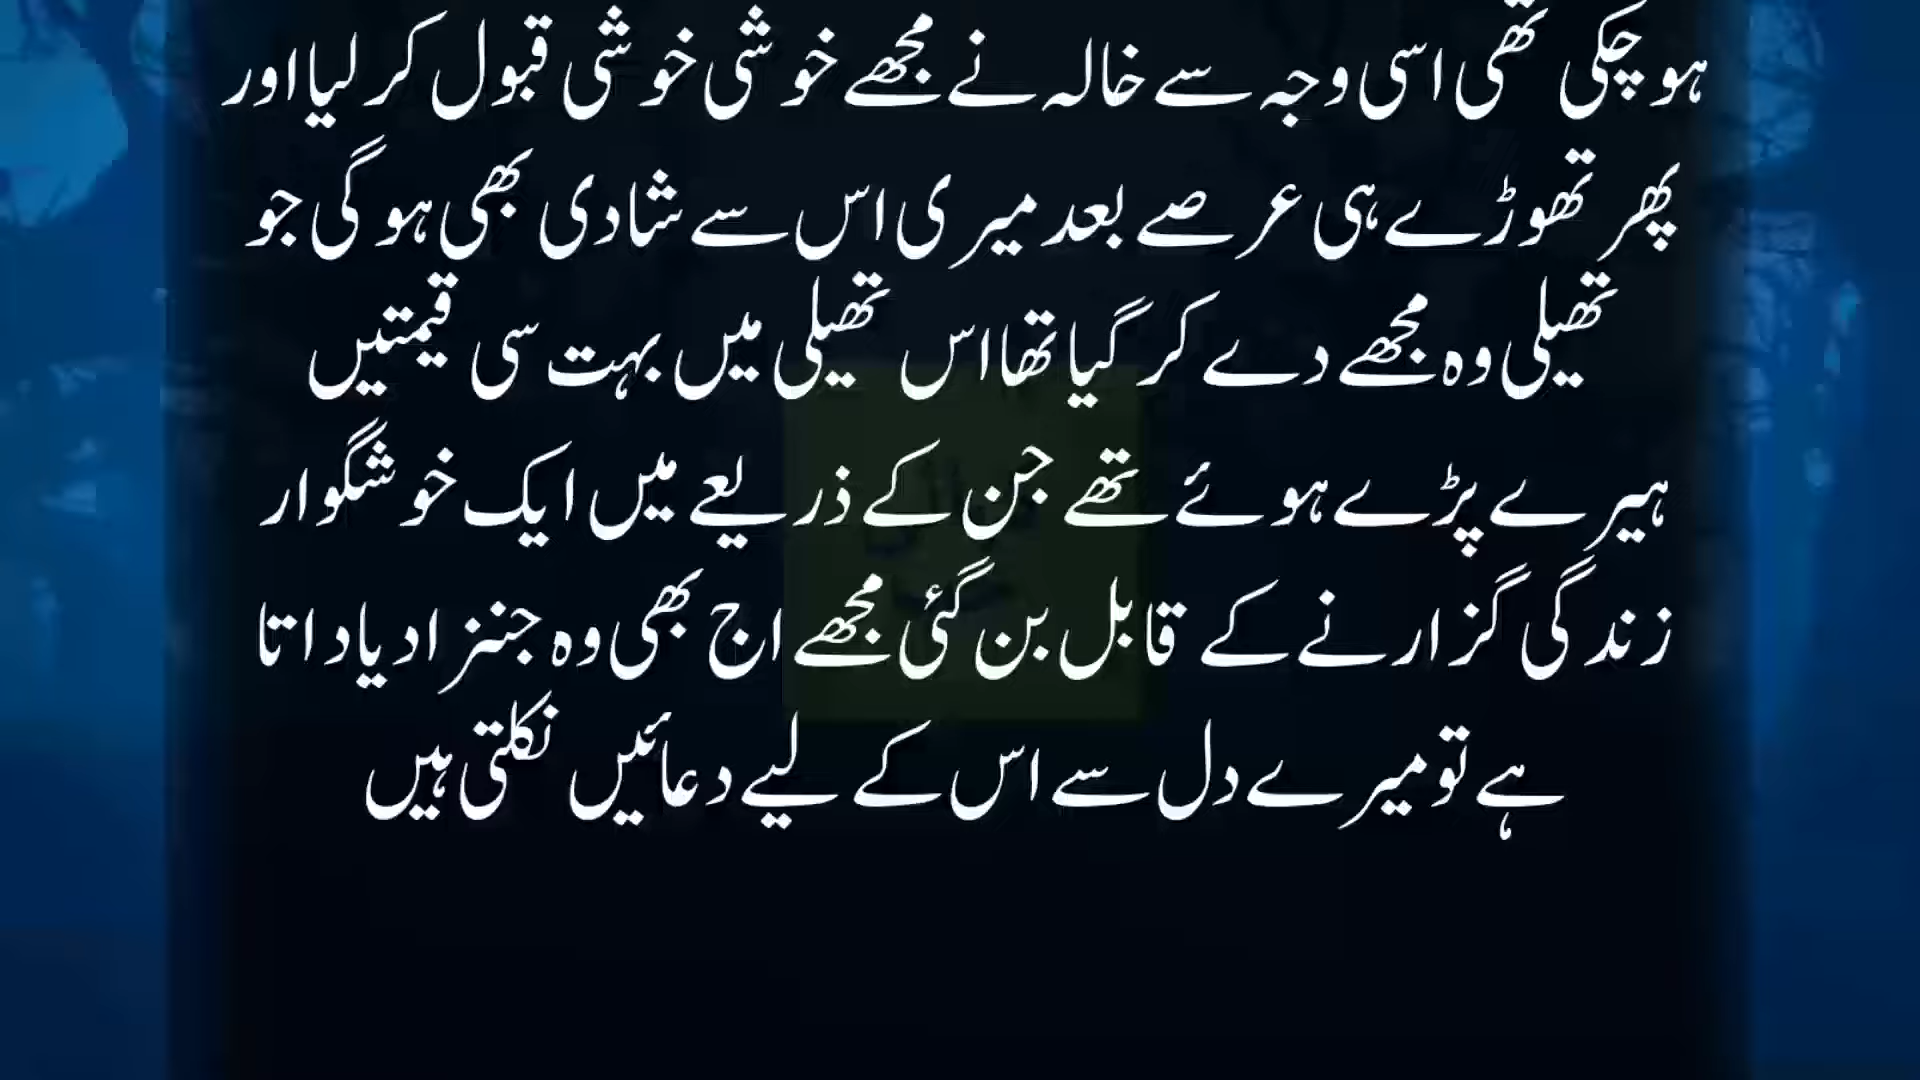 ہو چکی تھی اسی وجہ سے خالہ نے مجھے خوشی خوشی قبول کر لیا اور
پھر تھوڑے ہی عرصے بعد میری اس سے شادی بھی ہو گی جو
تھیلی وہ مجھے دے کر گیا تھا اس تھیلی میں بہت سی قیمتیں
ہیرے پڑے ہوئے تھے جن کے ذریعے میں ایک خوشگوار
زندگی گزارنے کے قابل بن گئی مجھے اج بھی وہ جنزاد یاد اتا
ہے تو میرے دل سے اس کے لیے دعائیں نکلتی ہیں